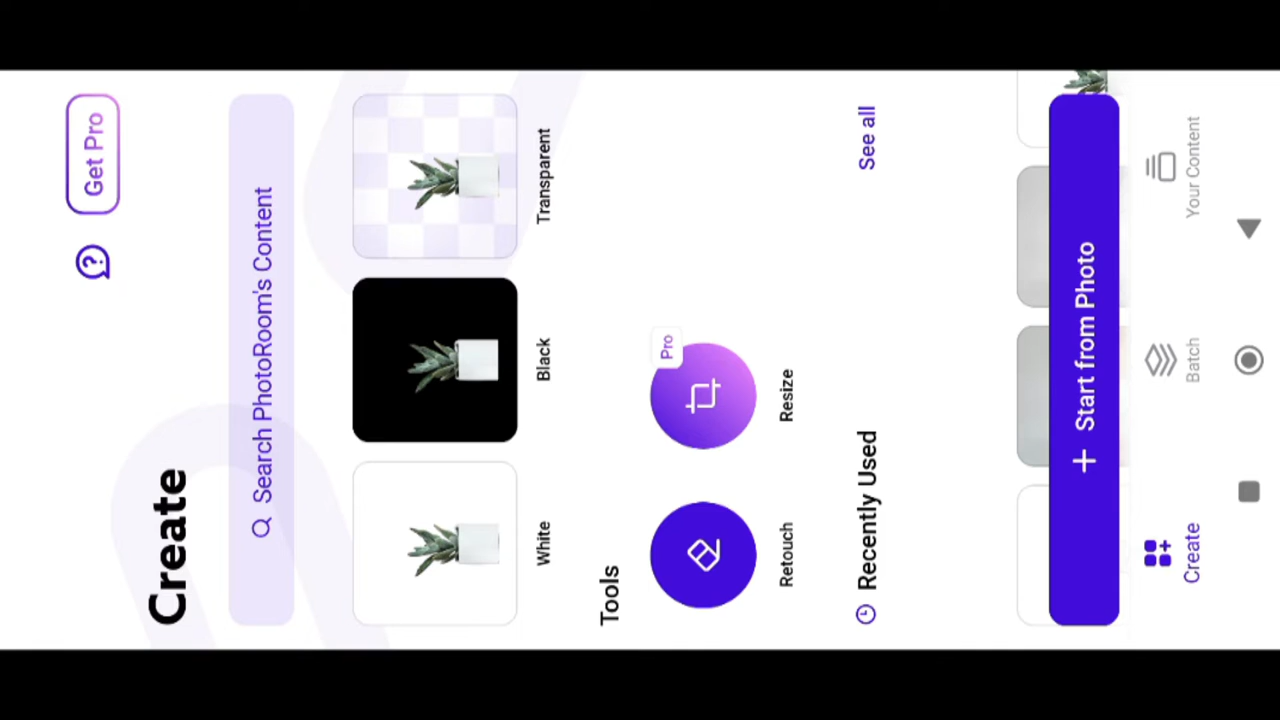 Get Pro
Create
Search PhotoRoom's Content
White
Black
Transparent
Tools
Pro
Retouch
Resize
Recently Used
See all
+ Start from Photo
Create
Batch
Your Content